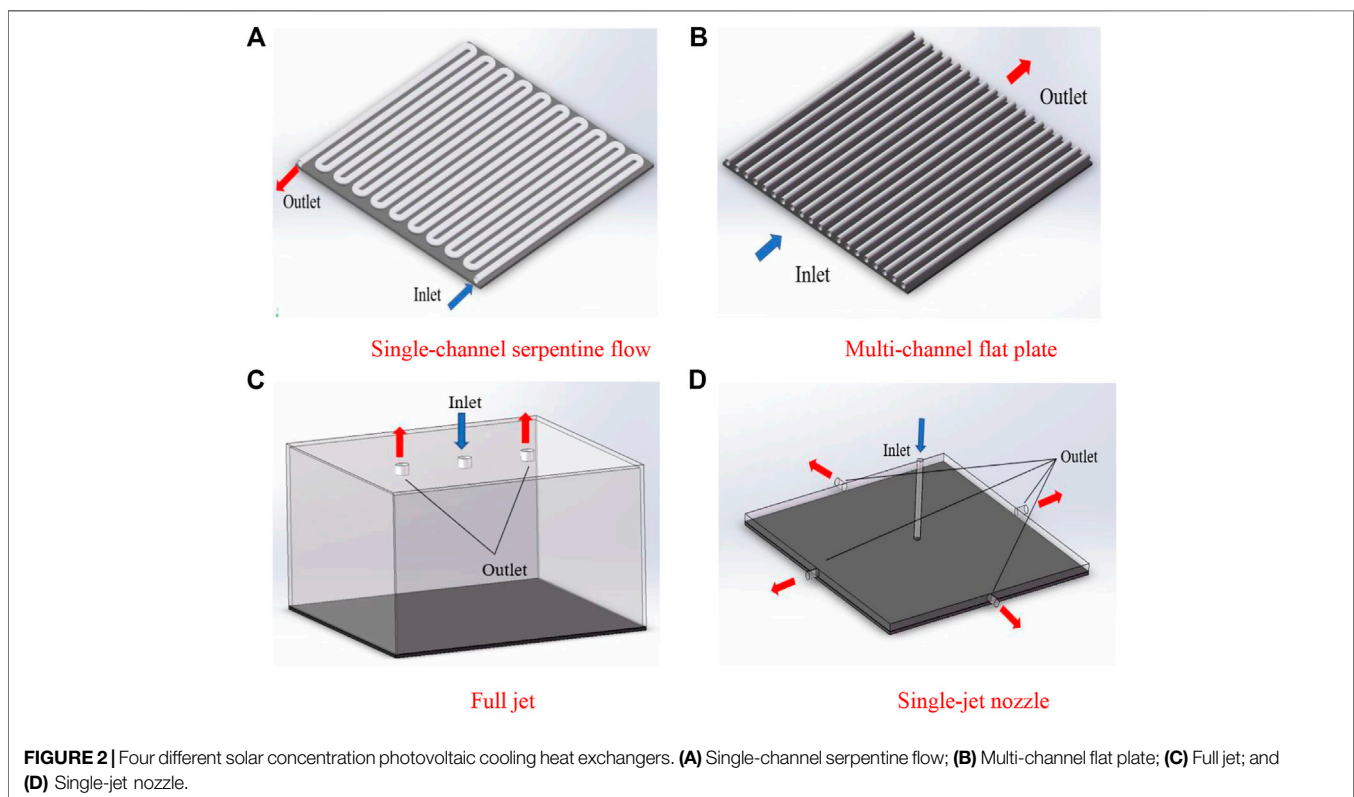 A
Outlet
Inlet
Single-channel serpentine flow
B
Outlet
Inlet
Multi-channel flat plate
C
Inlet
Outlet
Full jet
D
Inlet
Outlet
Single-jet nozzle
FIGURE 2 | Four different solar concentration photovoltaic cooling heat exchangers. (A) Single-channel serpentine flow; (B) Multi-channel flat plate; (C) Full jet; and
(D) Single-jet nozzle.